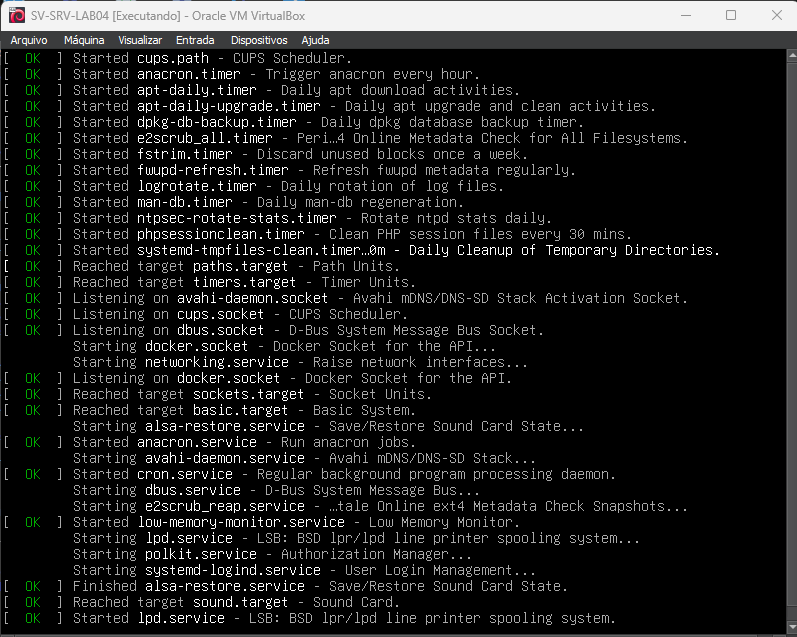 SV-SRV-LAB04 [Executando] - Oracle VM VirtualBox
Arquivo Máquina Visualizar Entrada Dispositivos Ajuda
[ OK ] Started cups.path - CUPS Scheduler.
[ OK ] Started anacron.timer - Trigger anacron every hour.
[ OK ] Started apt-daily.timer - Daily apt download activities.
[ OK ] Started apt-daily-upgrade.timer - Daily apt upgrade and clean activities.
[ OK ] Started dpkg-db-backup.timer - Daily dpkg database backup timer.
[ OK ] Started e2scrub_all.timer - Peri…4 Online Metadata Check for All Filesystems.
[ OK ] Started fstrim.timer - Discard unused blocks once a week.
[ OK ] Started fwupd-refresh.timer - Refresh fwupd metadata regularly.
[ OK ] Started logrotate.timer - Daily rotation of log files.
[ OK ] Started man-db.timer - Daily man-db regeneration.
[ OK ] Started ntpsec-rotate-stats.timer - Rotate ntpd stats daily.
[ OK ] Started phpsessionclean.timer - Clean PHP session files every 30 mins.
[ OK ] Started systemd-tmpfiles-clean.timer…0m - Daily Cleanup of Temporary Directories.
[ OK ] Reached target paths.target - Path Units.
[ OK ] Reached target timers.target - Timer Units.
[ OK ] Listening on avahi-daemon.socket - Avahi mDNS/DNS-SD Stack Activation Socket.
[ OK ] Listening on cups.socket - CUPS Scheduler.
[ OK ] Listening on dbus.socket - D-Bus System Message Bus Socket.
Starting docker.socket - Docker Socket for the API...
Starting networking.service - Raise network interfaces...
[ OK ] Listening on docker.socket - Docker Socket for the API.
[ OK ] Reached target sockets.target - Socket Units.
[ OK ] Reached target basic.target - Basic System.
Starting alsa-restore.service - Save/Restore Sound Card State...
[ OK ] Started anacron.service - Run anacron jobs.
Starting avahi-daemon.service - Avahi mDNS/DNS-SD Stack...
[ OK ] Started cron.service - Regular background program processing daemon.
Starting dbus.service - D-Bus System Message Bus...
Starting e2scrub_reap.service - …tale Online ext4 Metadata Check Snapshots...
[ OK ] Started low-memory-monitor.service - Low Memory Monitor.
Starting lpd.service - LSB: BSD lpr/lpd line printer spooling system...
Starting polkit.service - Authorization Manager...
Starting systemd-logind.service - User Login Management...
[ OK ] Finished alsa-restore.service - Save/Restore Sound Card State.
[ OK ] Reached target sound.target - Sound Card.
[ OK ] Started lpd.service - LSB: BSD lpr/lpd line printer spooling system.